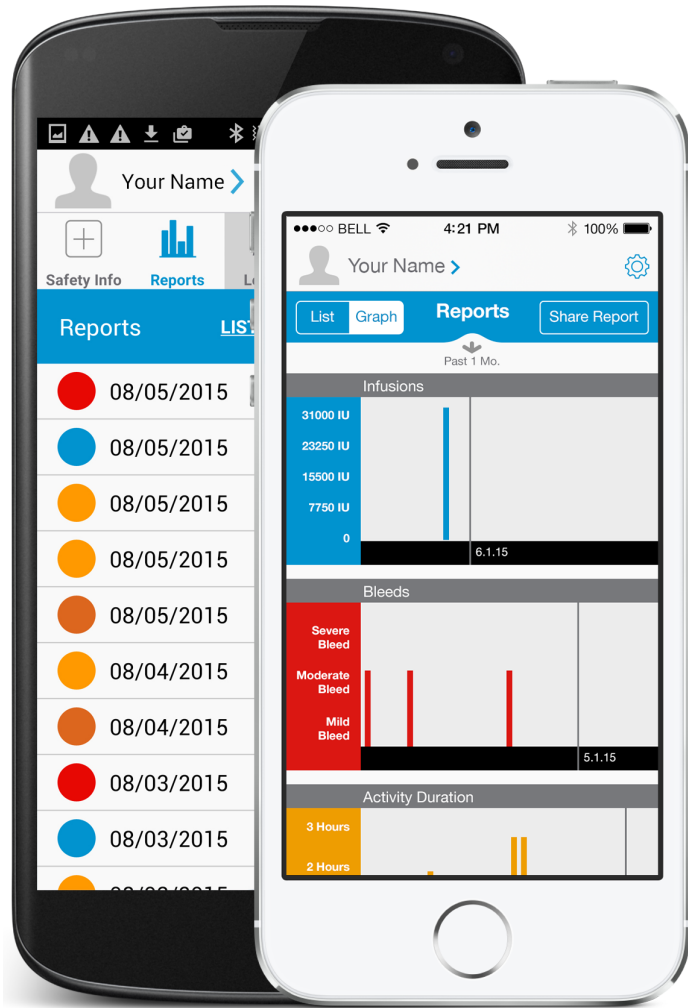 Your Name
Safety Info
Reports
Reports
08/05/2015
08/05/2015
08/05/2015
08/05/2015
08/05/2015
08/04/2015
08/04/2015
08/03/2015
08/03/2015
BELL
4:21 PM
100%
Your Name
List
Graph
Reports
Share Report
Past 1 Mo.
Infusions
31000 IU
23250 IU
15500 IU
7750 IU
0
6.1.15
Bleeds
Severe
Bleed
Moderate
Bleed
Mild
Bleed
5.1.15
Activity Duration
3 Hours
2 Hours